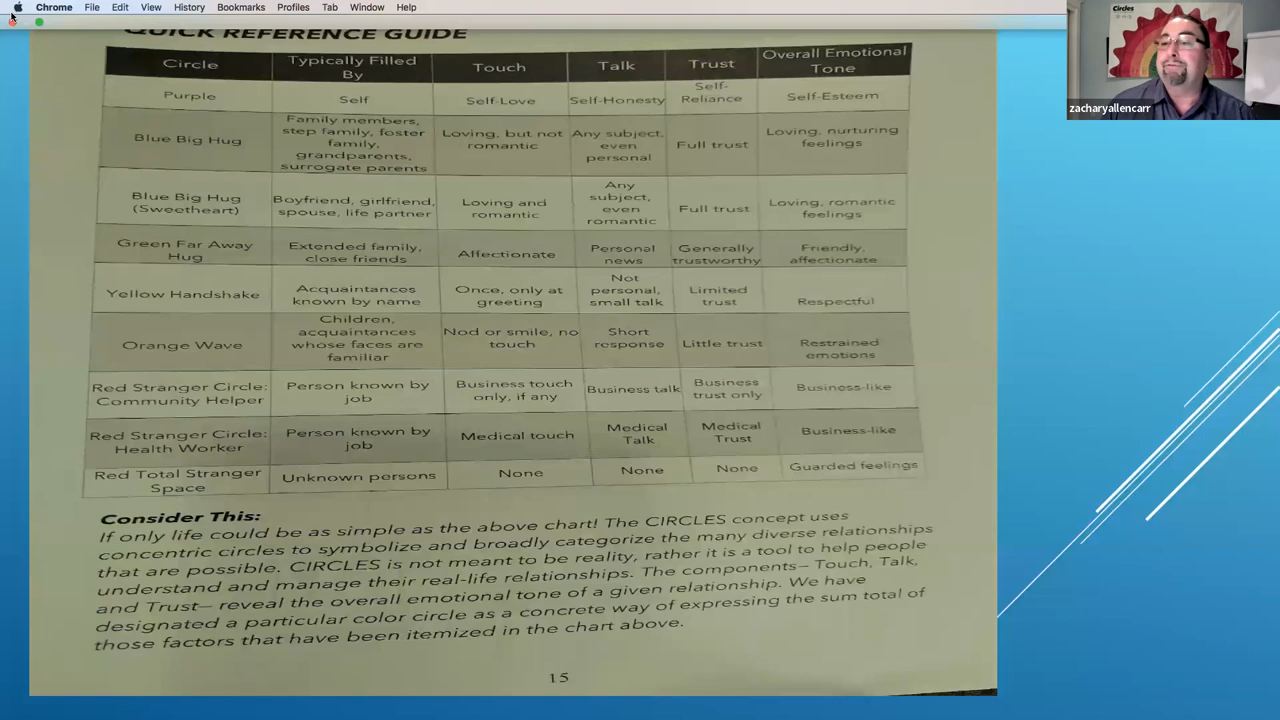 Chrome File Edit View History Bookmarks Profiles Tab Window Help
Circles
zacharyallencarr
QUICK REFERENCE GUIDE
Circle
Typically Filled
By
Touch
Talk
Trust
Overall Emotional
Tone
Purple
Self
Self-Love
Self-Honesty
Self-
Reliance
Self-Esteem
Blue Big Hug
Family members,
step family, foster
family,
grandparents,
surrogate parents
Loving, but not
romantic
Any subject,
even
personal
Full trust
Loving, nurturing
feelings
Blue Big Hug
(Sweetheart)
Boyfriend, girlfriend,
spouse, life partner
Loving and
romantic
Any
subject,
even
romantic
Full trust
Loving, romantic
feelings
Green Far Away
Hug
Extended family,
close friends
Affectionate
Personal
news
Generally
trustworthy
Friendly,
affectionate
Yellow Handshake
Acquaintances
known by name
Once, only at
greeting
Not
personal,
small talk
Limited
trust
Respectful
Orange Wave
Children,
acquaintances
whose faces are
familiar
Nod or smile, no
touch
Short
response
Little trust
Restrained
emotions
Red Stranger Circle:
Community Helper
Person known by
job
Business touch
only, if any
Business talk
Business
trust only
Business-like
Red Stranger Circle:
Health Worker
Person known by
job
Medical touch
Medical
Talk
Medical
Trust
Business-like
Red Total Stranger
Space
Unknown persons
None
None
None
Guarded feelings
Consider This:
If only life could be as simple as the above chart! The CIRCLES concept uses
concentric circles to symbolize and broadly categorize the many diverse relationships
that are possible. CIRCLES is not meant to be reality, rather it is a tool to help people
understand and manage their real-life relationships. The components— Touch, Talk,
and Trust— reveal the overall emotional tone of a given relationship. We have
designated a particular color circle as a concrete way of expressing the sum total of
those factors that have been itemized in the chart above.
15